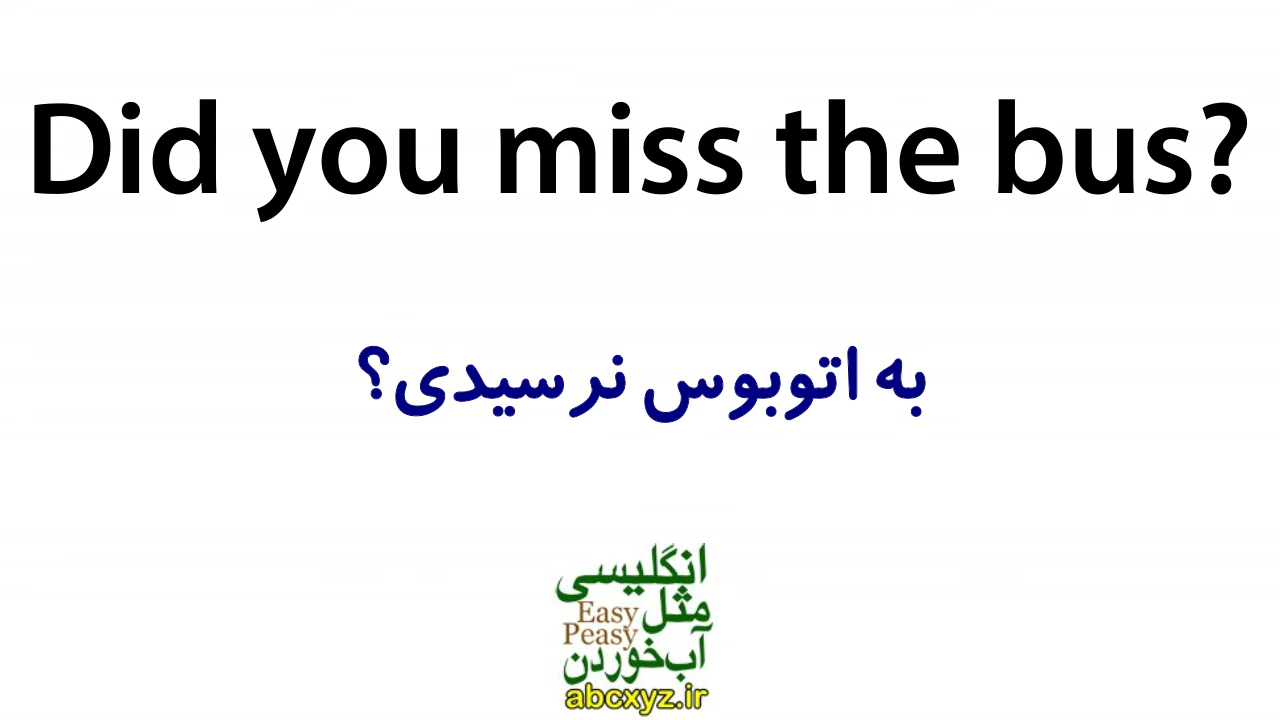 Did you miss the bus?
به اتوبوس نرسیدی؟
انگلیسی
مثل
Easy
Peasy
آب‌خوردن
abcxyz.ir